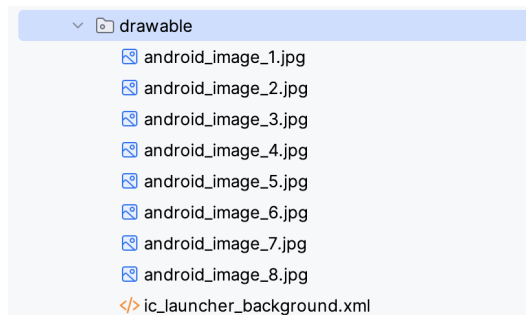 drawable
android_image_1.jpg
android_image_2.jpg
android_image_3.jpg
android_image_4.jpg
android_image_5.jpg
android_image_6.jpg
android_image_7.jpg
android_image_8.jpg
ic_launcher_background.xml